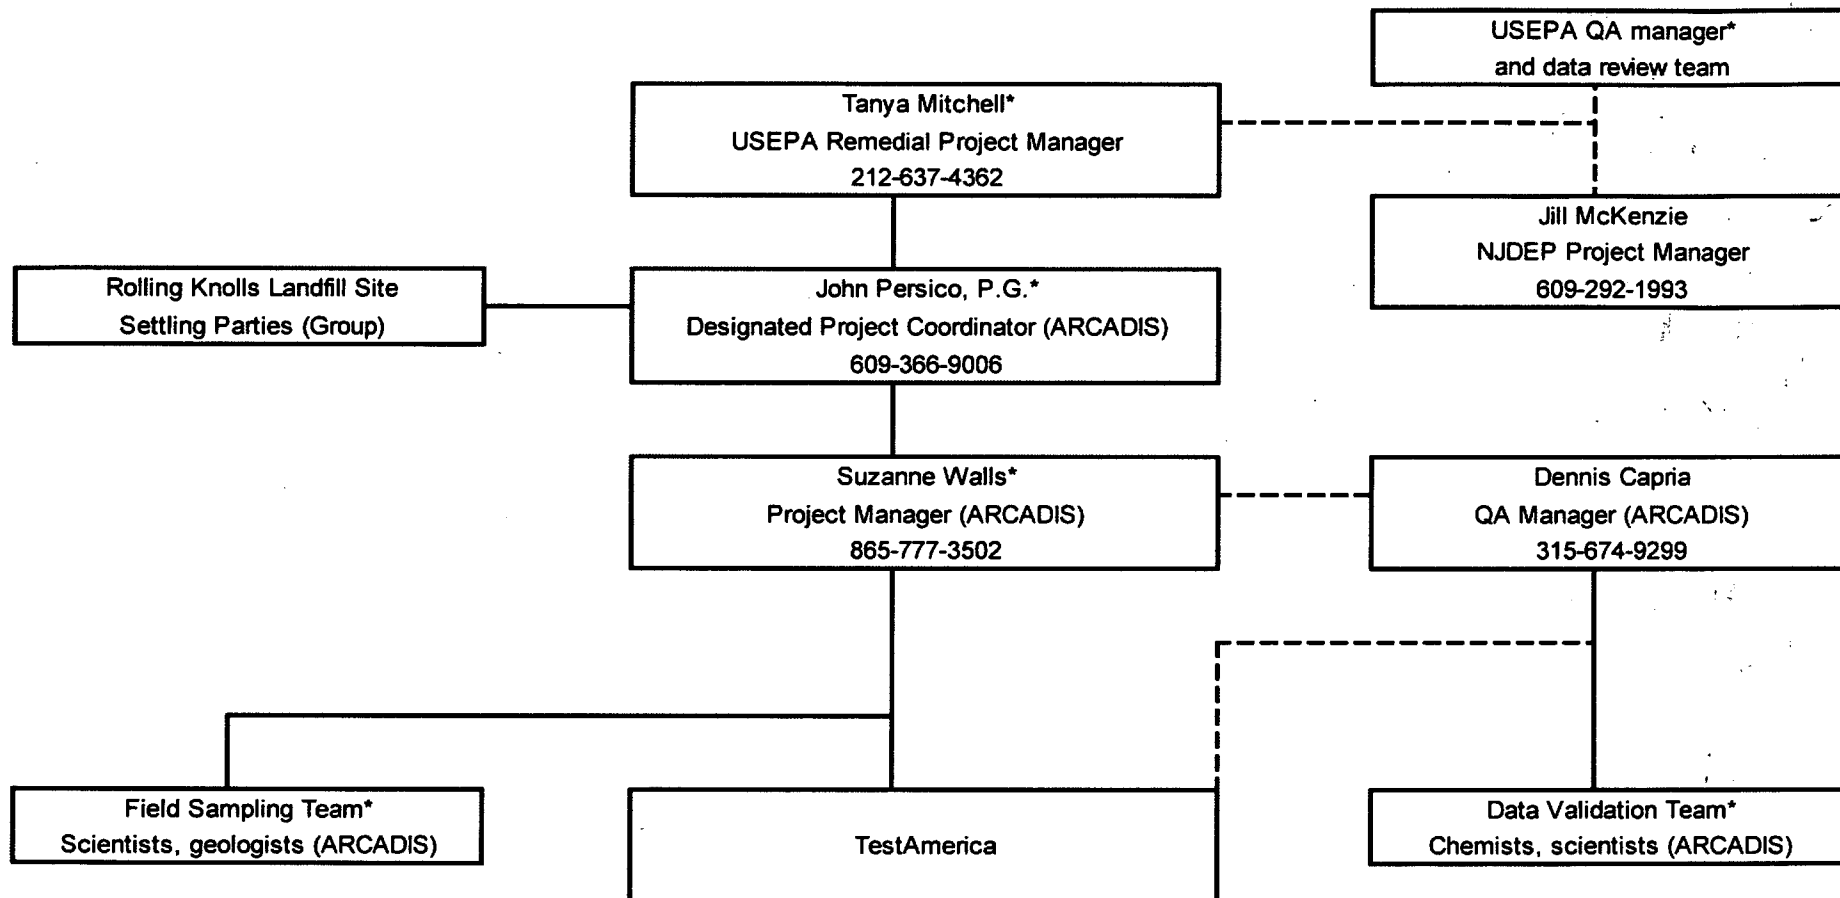 USEPA QA manager*
and data review team
Tanya Mitchell*
USEPA Remedial Project Manager
212-637-4362
Jill McKenzie
NJDEP Project Manager
609-292-1993
Rolling Knolls Landfill Site
Settling Parties (Group)
John Persico, P.G.*
Designated Project Coordinator (ARCADIS)
609-366-9006
Suzanne Walls*
Project Manager (ARCADIS)
865-777-3502
Dennis Capria
QA Manager (ARCADIS)
315-674-9299
Field Sampling Team*
Scientists, geologists (ARCADIS)
TestAmerica
Data Validation Team*
Chemists, scientists (ARCADIS)